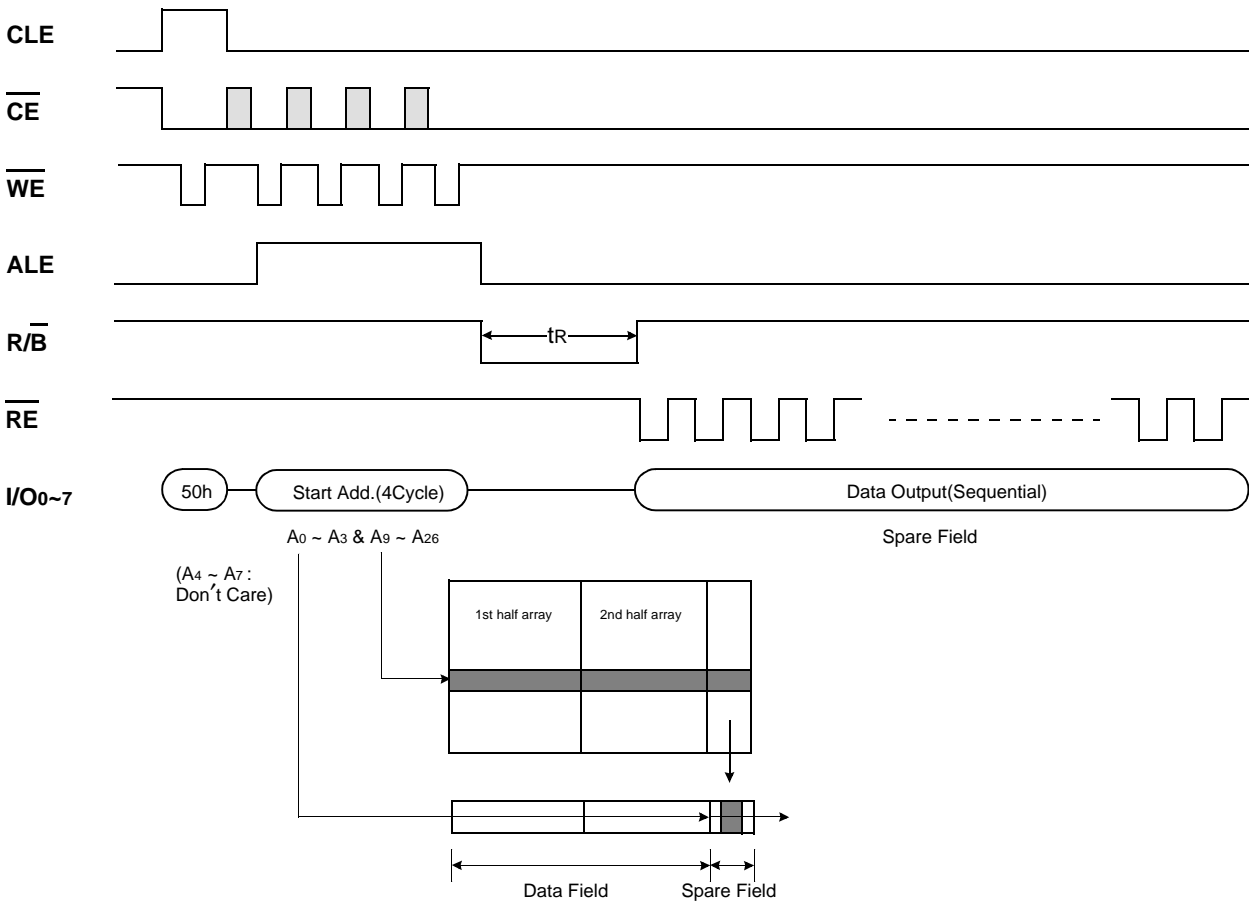 CLE
CE
WE
ALE
R/B
tR
RE
I/O0~7
50h
Start Add.(4Cycle)
Data Output(Sequential)
A0 ~ A3 & A9 ~ A26
Spare Field
(A4 ~ A7 :
Don't Care)
1st half array
2nd half array
Data Field
Spare Field